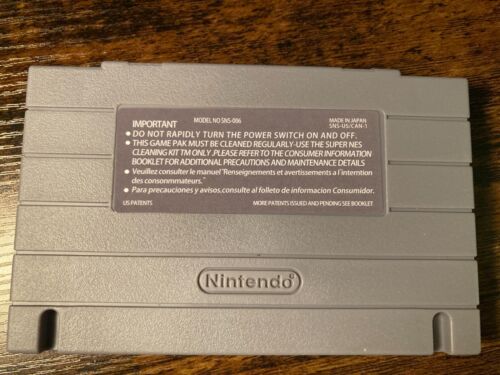 IMPORTANT MODEL NO SNS-006 MADE IN JAPAN
SNS-US/CAN-1
● DO NOT RAPIDLY TURN THE POWER SWITCH ON AND OFF.
● THIS GAME PAK MUST BE CLEANED REGULARLY-USE THE SUPER NES
CLEANING KIT TM ONLY .PLEASE REFER TO THE CONSUMER INFORMATION
BOOKLET FOR ADDITIONAL PRECAUTIONS AND MAINTENANCE DETAILS
● Veuillez consulter le manuel "Renseignements et avertissements a l'interntion
des consonmmateurs."
● Para precauciones y avisos,consulte al folleto de informacion Consumidor.
US PATENTS MORE PATENTS ISSUED AND PENDING SEE BOOKLET
Nintendo